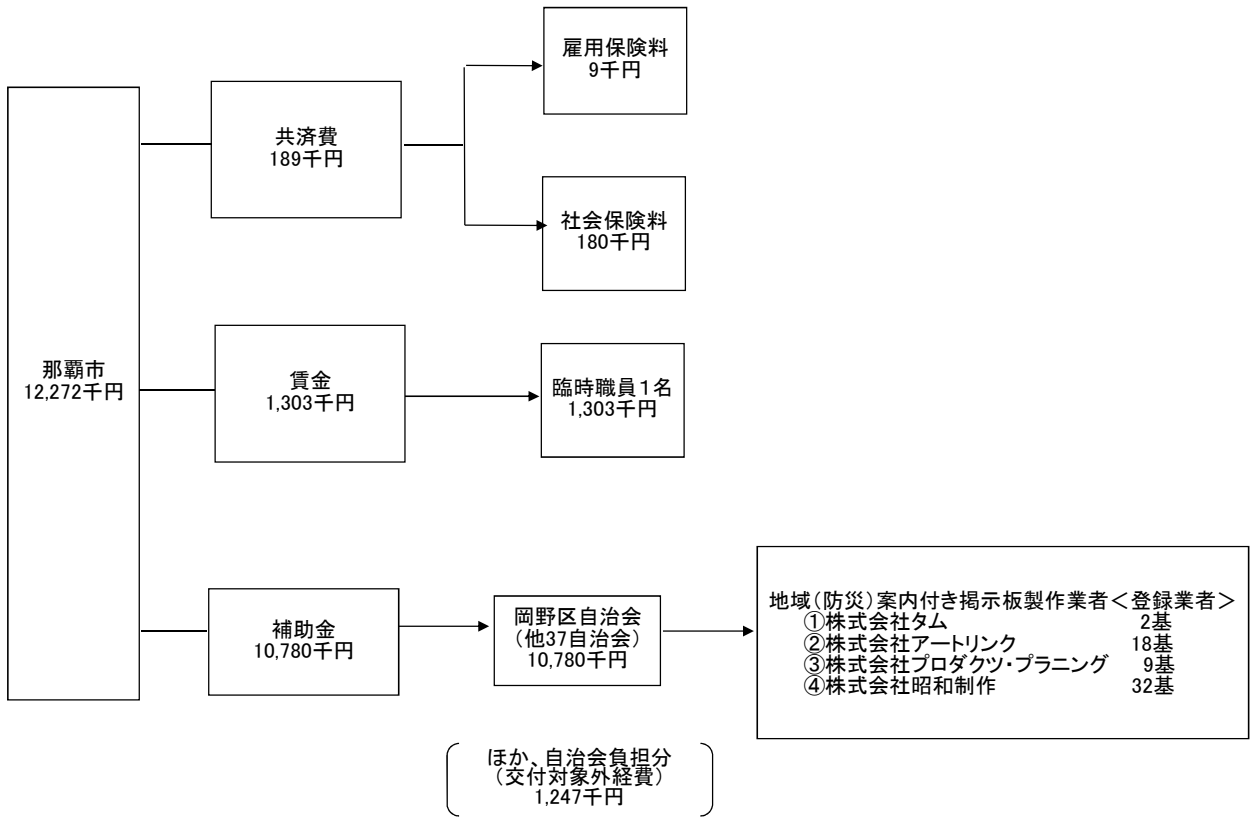 那覇市
12,272千円
共済費
189千円
雇用保険料
9千円
社会保険料
180千円
賃金
1,303千円
臨時職員1名
1,303千円
補助金
10,780千円
岡野区自治会
(他37自治会)
10,780千円
地域(防災)案内付き掲示板製作業者<登録業者>
①株式会社タム 2基
②株式会社アートリンク 18基
③株式会社プロダクツ・プラニング 9基
④株式会社昭和制作 32基
ほか、自治会負担分
(交付対象外経費)
1,247千円